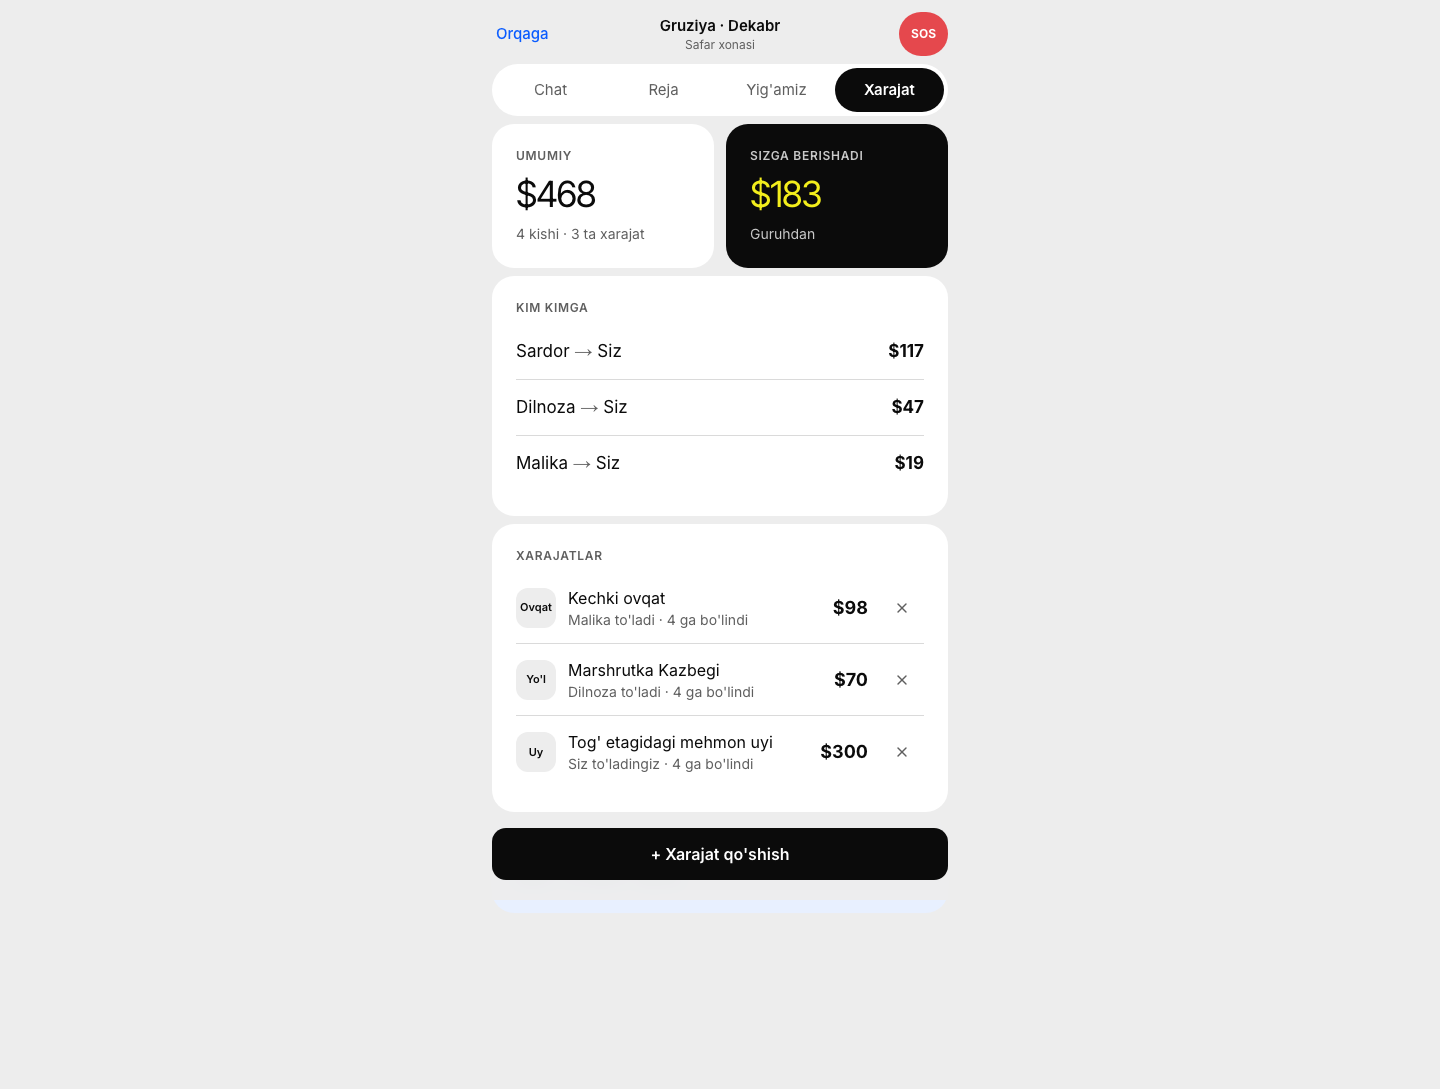 Orqaga
Gruziya · Dekabr
Safar xonasi
SOS
Chat
Reja
Yig'amiz
Xarajat
UMUMIY
$468
4 kishi · 3 ta xarajat
SIZGA BERISHADI
$183
Guruhdan
KIM KIMGA
Sardor → Siz
$117
Dilnoza → Siz
$47
Malika → Siz
$19
XARAJATLAR
Ovqat
Kechki ovqat
Malika to'ladi · 4 ga bo'lindi
$98
×
Yo'l
Marshrutka Kazbegi
Dilnoza to'ladi · 4 ga bo'lindi
$70
×
Uy
Tog' etagidagi mehmon uyi
Siz to'ladingiz · 4 ga bo'lindi
$300
×
+ Xarajat qo'shish